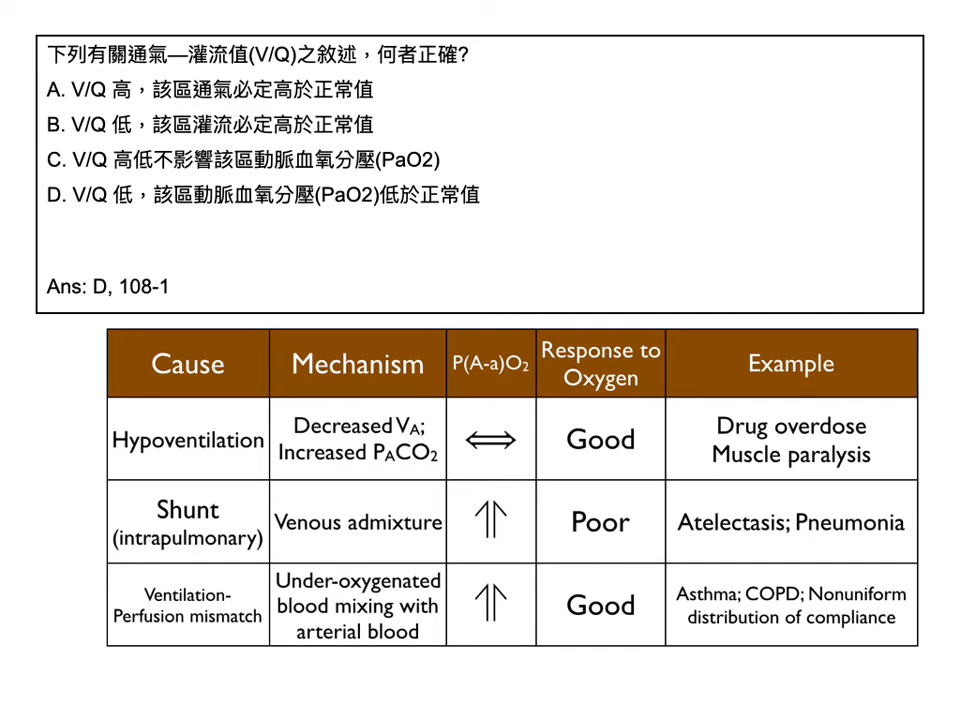 下列有關通氣—灌流值(V/Q)之敘述，何者正確?
A. V/Q 高，該區通氣必定高於正常值
B. V/Q 低，該區灌流必定高於正常值
C. V/Q 高低不影響該區動脈血氧分壓(PaO2)
D. V/Q 低，該區動脈血氧分壓(PaO2)低於正常值
Ans: D, 108-1
Cause
Mechanism
P(A-a)O2
Response to
Oxygen
Example
Hypoventilation
Decreased VA;
Increased PACO2
⟺
Good
Drug overdose
Muscle paralysis
Shunt
(intrapulmonary)
Venous admixture
⇑
Poor
Atelectasis; Pneumonia
Ventilation-
Perfusion mismatch
Under-oxygenated
blood mixing with
arterial blood
⇑
Good
Asthma; COPD; Nonuniform
distribution of compliance